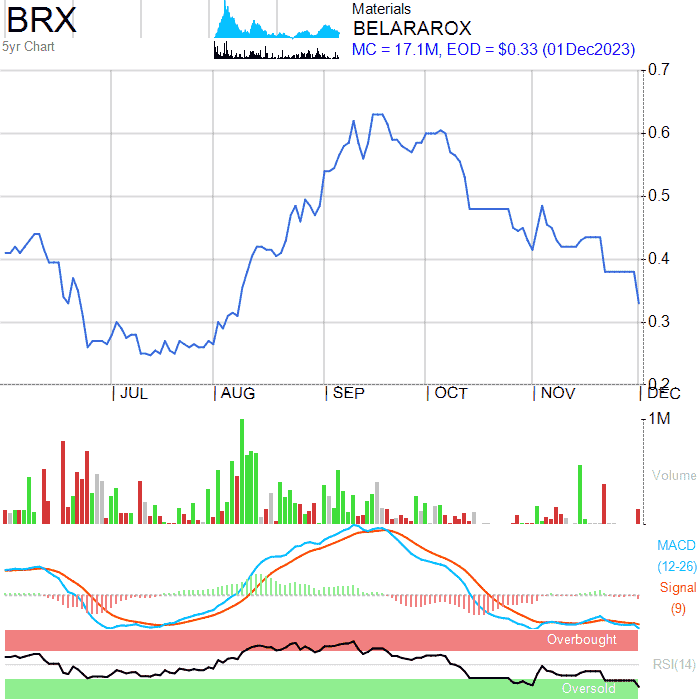 BRX
5yr Chart
Materials
BELARAROX
MC = 17.1M, EOD = $0.33 (01Dec2023)
0.7
0.6
0.5
0.4
0.3
0.2
JUL
AUG
SEP
OCT
NOV
DEC
1M
Volume
MACD
(12-26)
Signal
(9)
Overbought
RSI(14)
Oversold